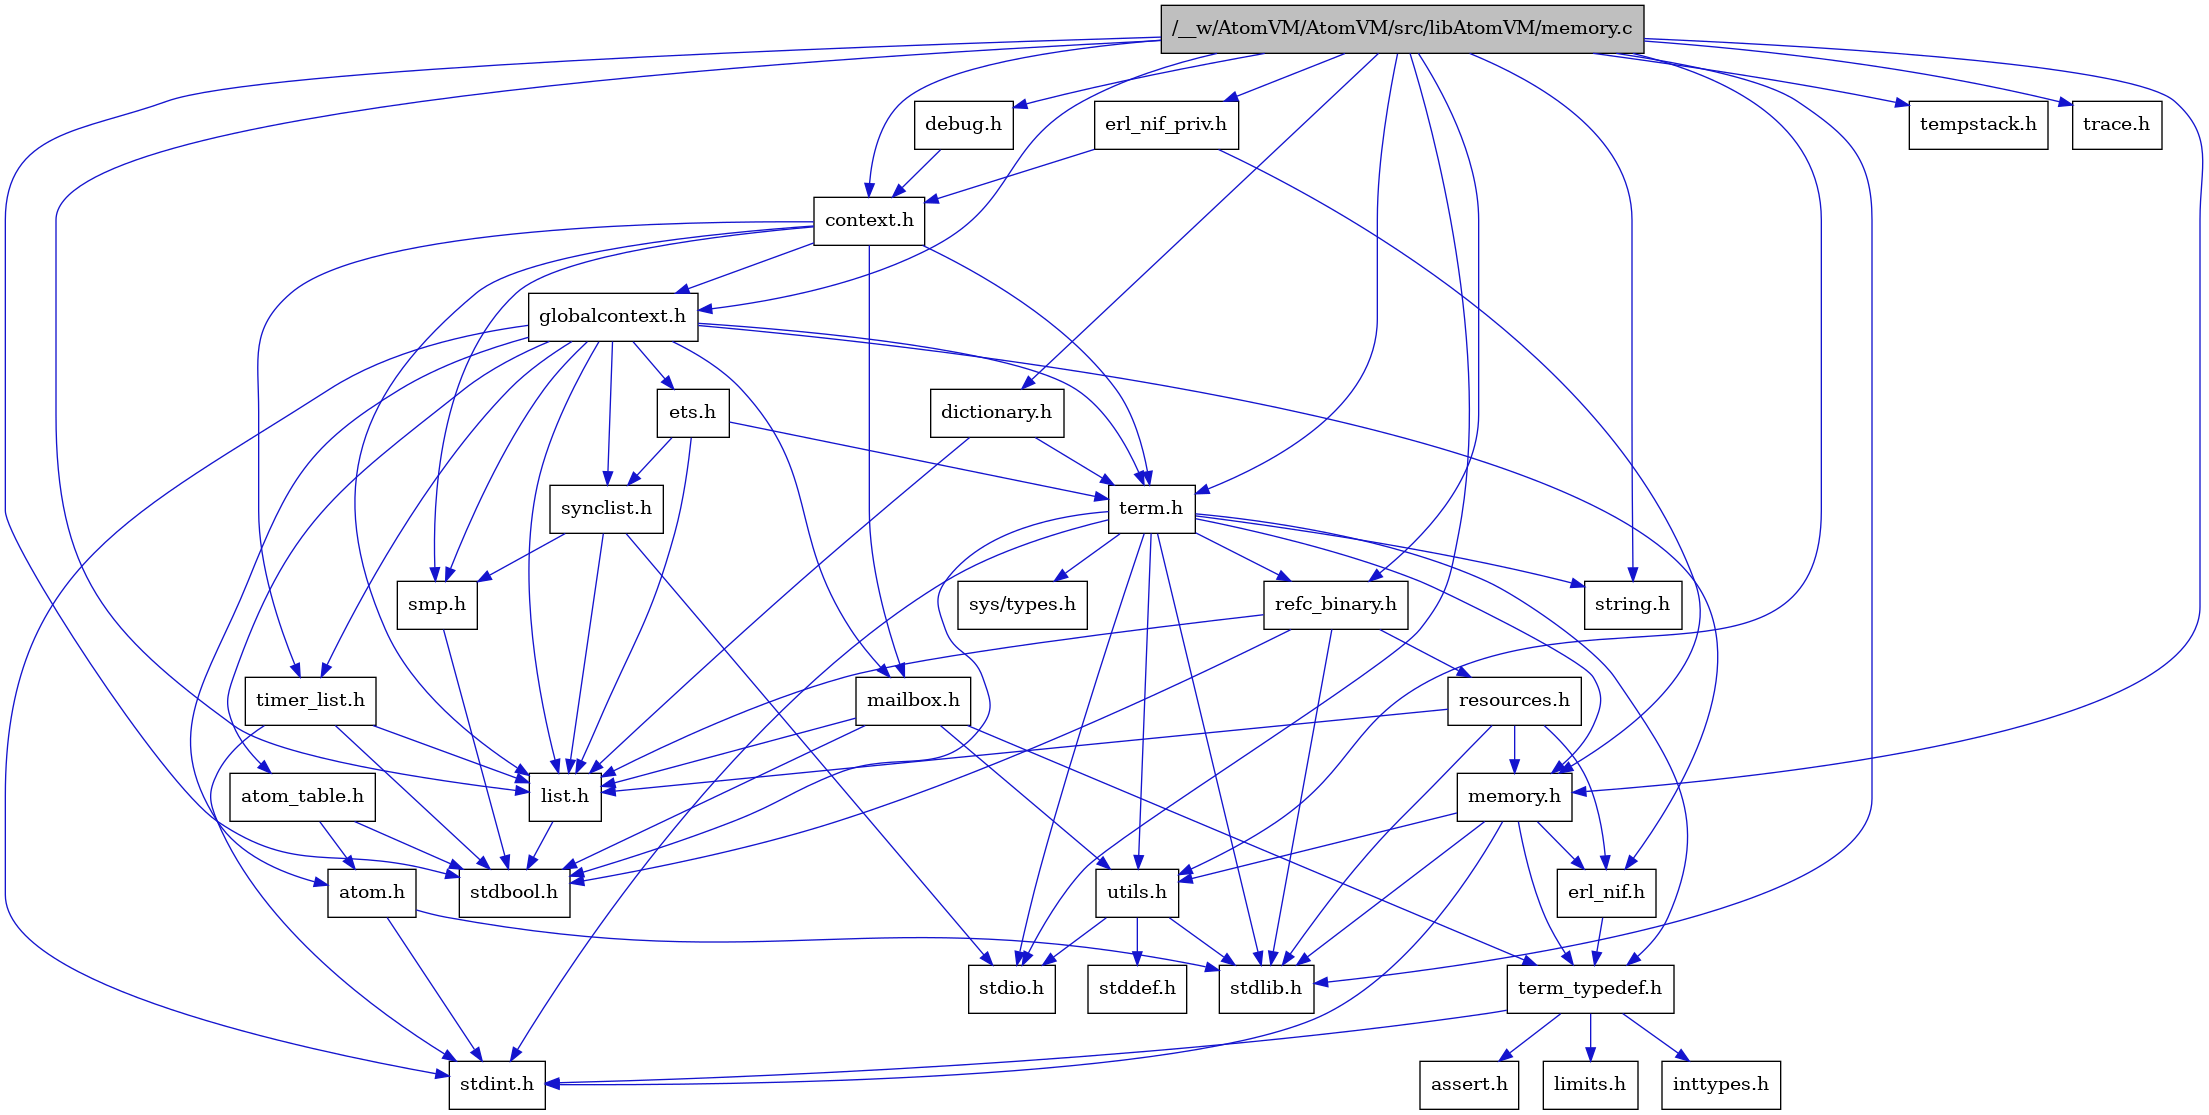 /__w/AtomVM/AtomVM/src/libAtomVM/memory.c
debug.h
erl_nif_priv.h
tempstack.h
trace.h
context.h
globalcontext.h
ets.h
dictionary.h
synclist.h
term.h
smp.h
sys/types.h
refc_binary.h
string.h
timer_list.h
mailbox.h
resources.h
atom_table.h
list.h
memory.h
atom.h
stdbool.h
utils.h
erl_nif.h
stdio.h
stddef.h
stdlib.h
term_typedef.h
stdint.h
assert.h
limits.h
inttypes.h